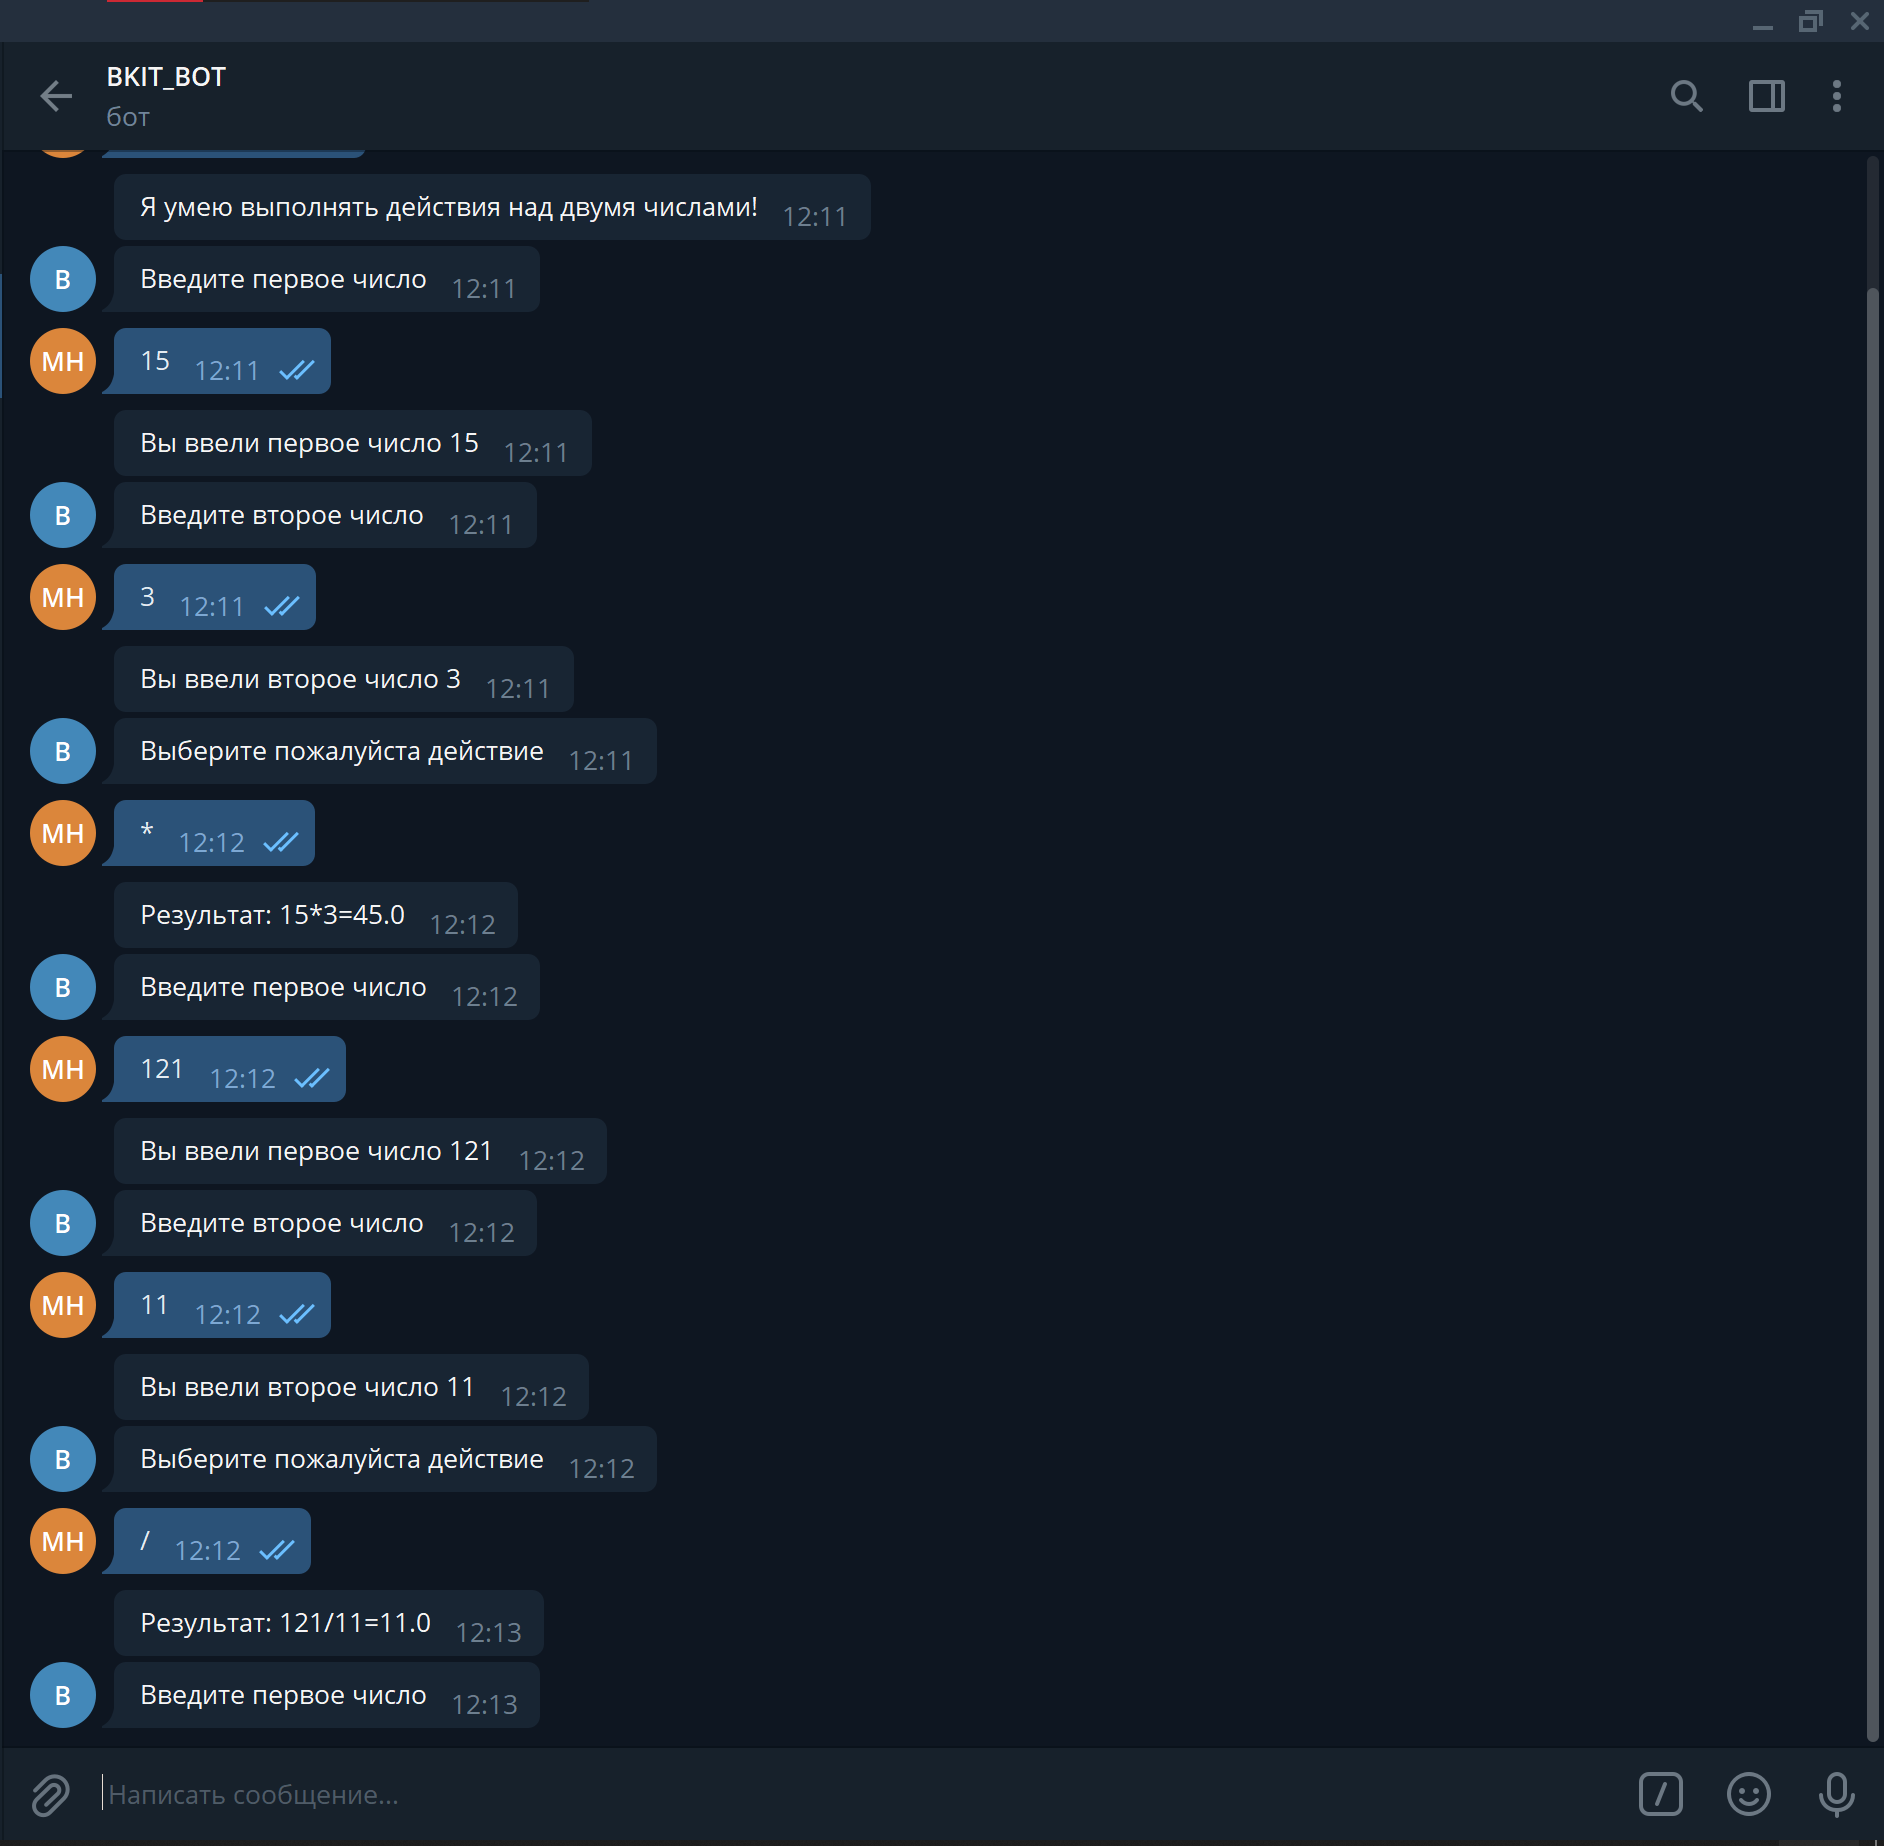 BKIT_BOT
бот
Я умею выполнять действия над двумя числами! 12:11
B
Введите первое число 12:11
МН
15 12:11
Вы ввели первое число 15 12:11
B
Введите второе число 12:11
МН
3 12:11
Вы ввели второе число 3 12:11
B
Выберите пожалуйста действие 12:11
МН
* 12:12
Результат: 15*3=45.0 12:12
B
Введите первое число 12:12
МН
121 12:12
Вы ввели первое число 121 12:12
B
Введите второе число 12:12
МН
11 12:12
Вы ввели второе число 11 12:12
B
Выберите пожалуйста действие 12:12
МН
/ 12:12
Результат: 121/11=11.0 12:13
B
Введите первое число 12:13
Написать сообщение...